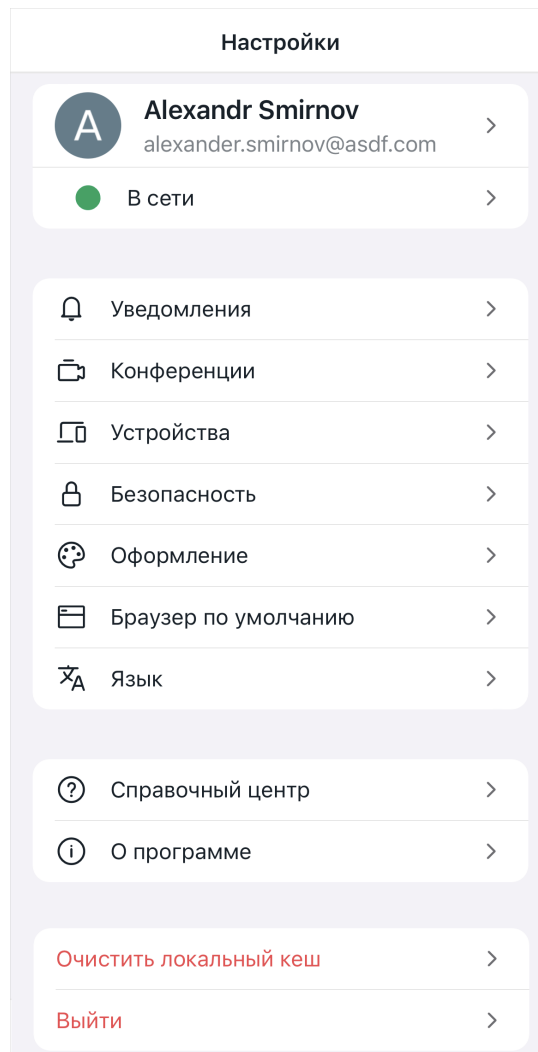 Настройки
A
Alexandr Smirnov
alexander.smirnov@asdf.com
В сети
Уведомления
Конференции
Устройства
Безопасность
Оформление
Браузер по умолчанию
Язык
Справочный центр
О программе
Очистить локальный кеш
Выйти